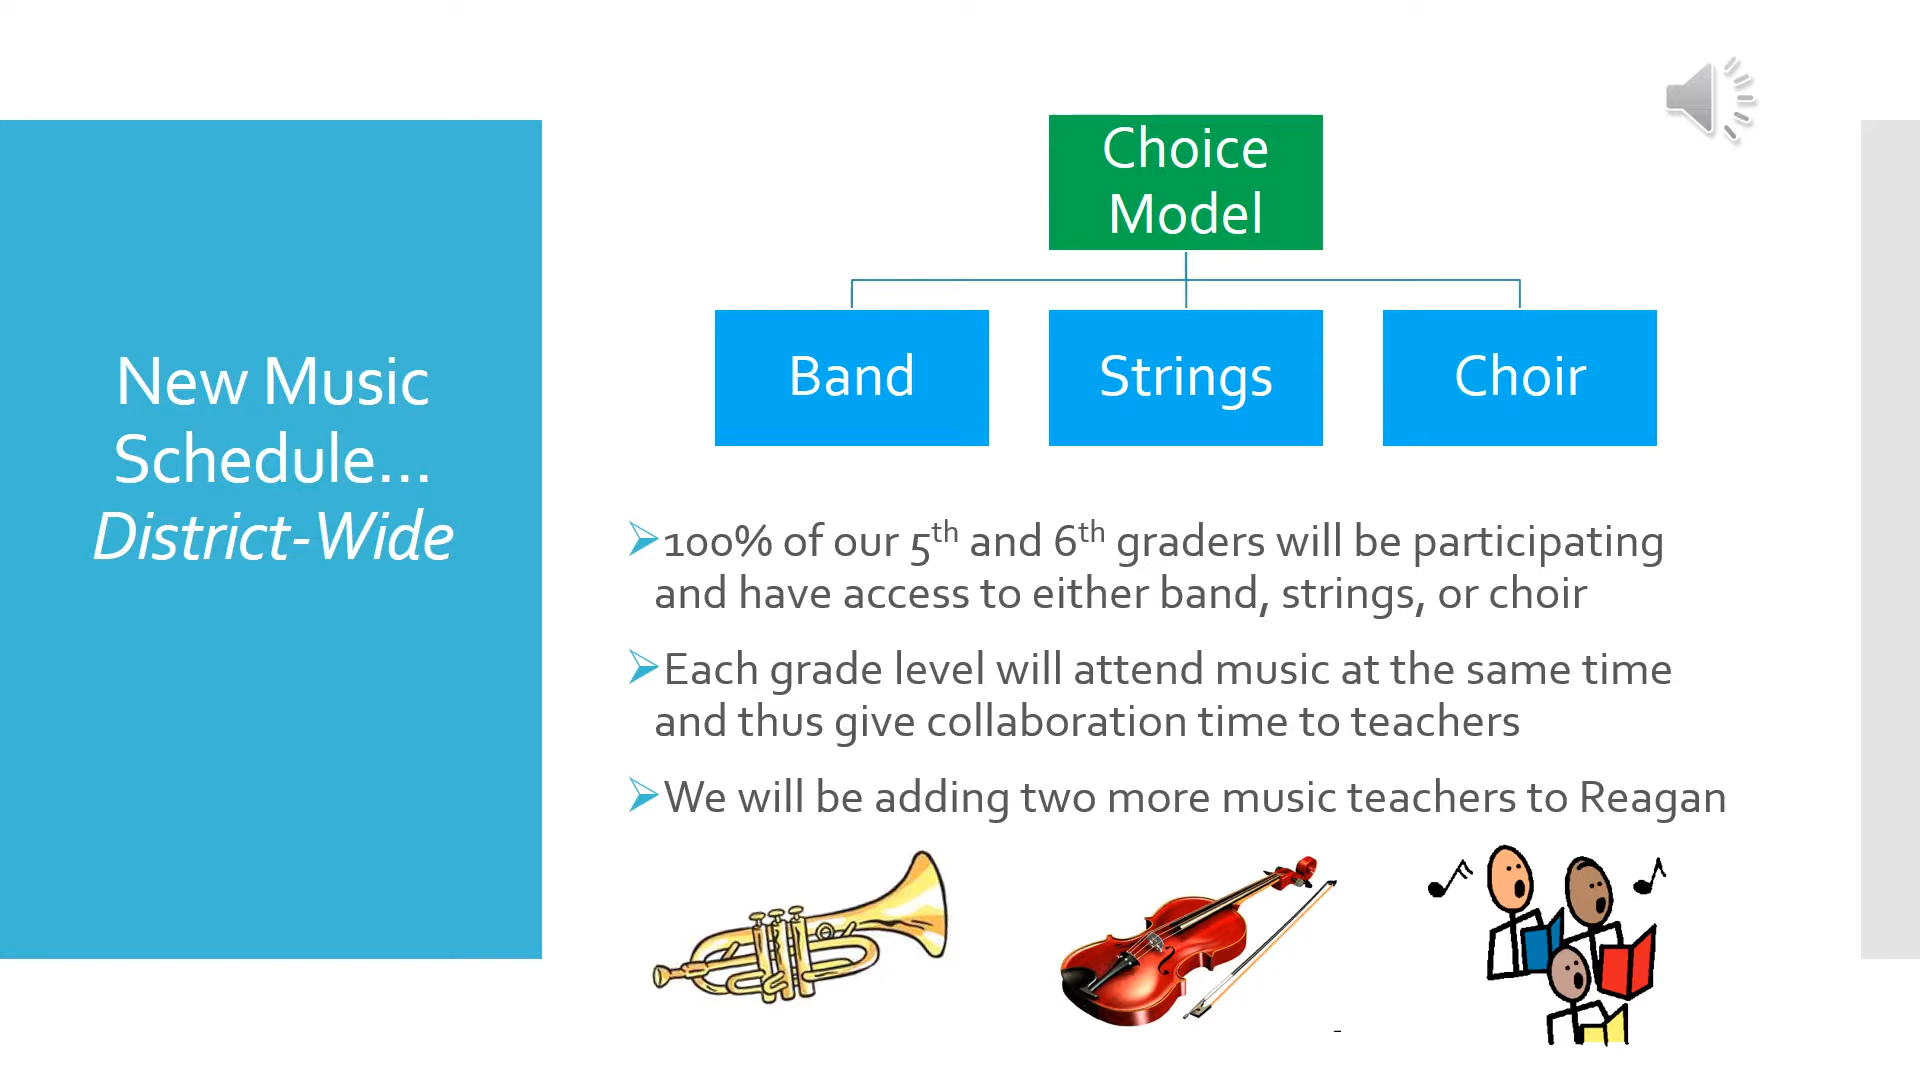 New Music
Schedule...
District-Wide
Choice
Model
Band
Strings
Choir
100% of our 5th and 6th graders will be participating
and have access to either band, strings, or choir
Each grade level will attend music at the same time
and thus give collaboration time to teachers
We will be adding two more music teachers to Reagan